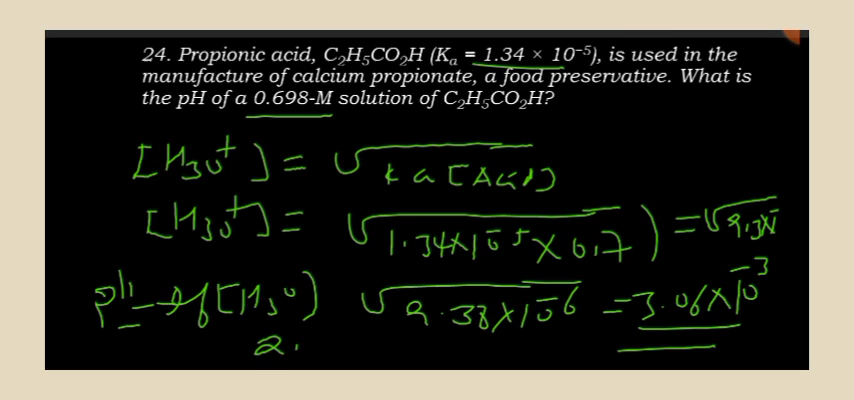 24. Propionic acid, C₂H₅CO₂H (Kₐ = 1.34 × 10⁻⁵), is used in the
manufacture of calcium propionate, a food preservative. What is
the pH of a 0.698-M solution of C₂H₅CO₂H?
[H₃O⁺] = √Ka[Acid]
[H₃O⁺] = √1.34×10⁻⁵ × 0.7) = √9.38×
pH = -log[H₃O⁺) √9.38×10⁻⁶ = 3.06×10⁻³
2.